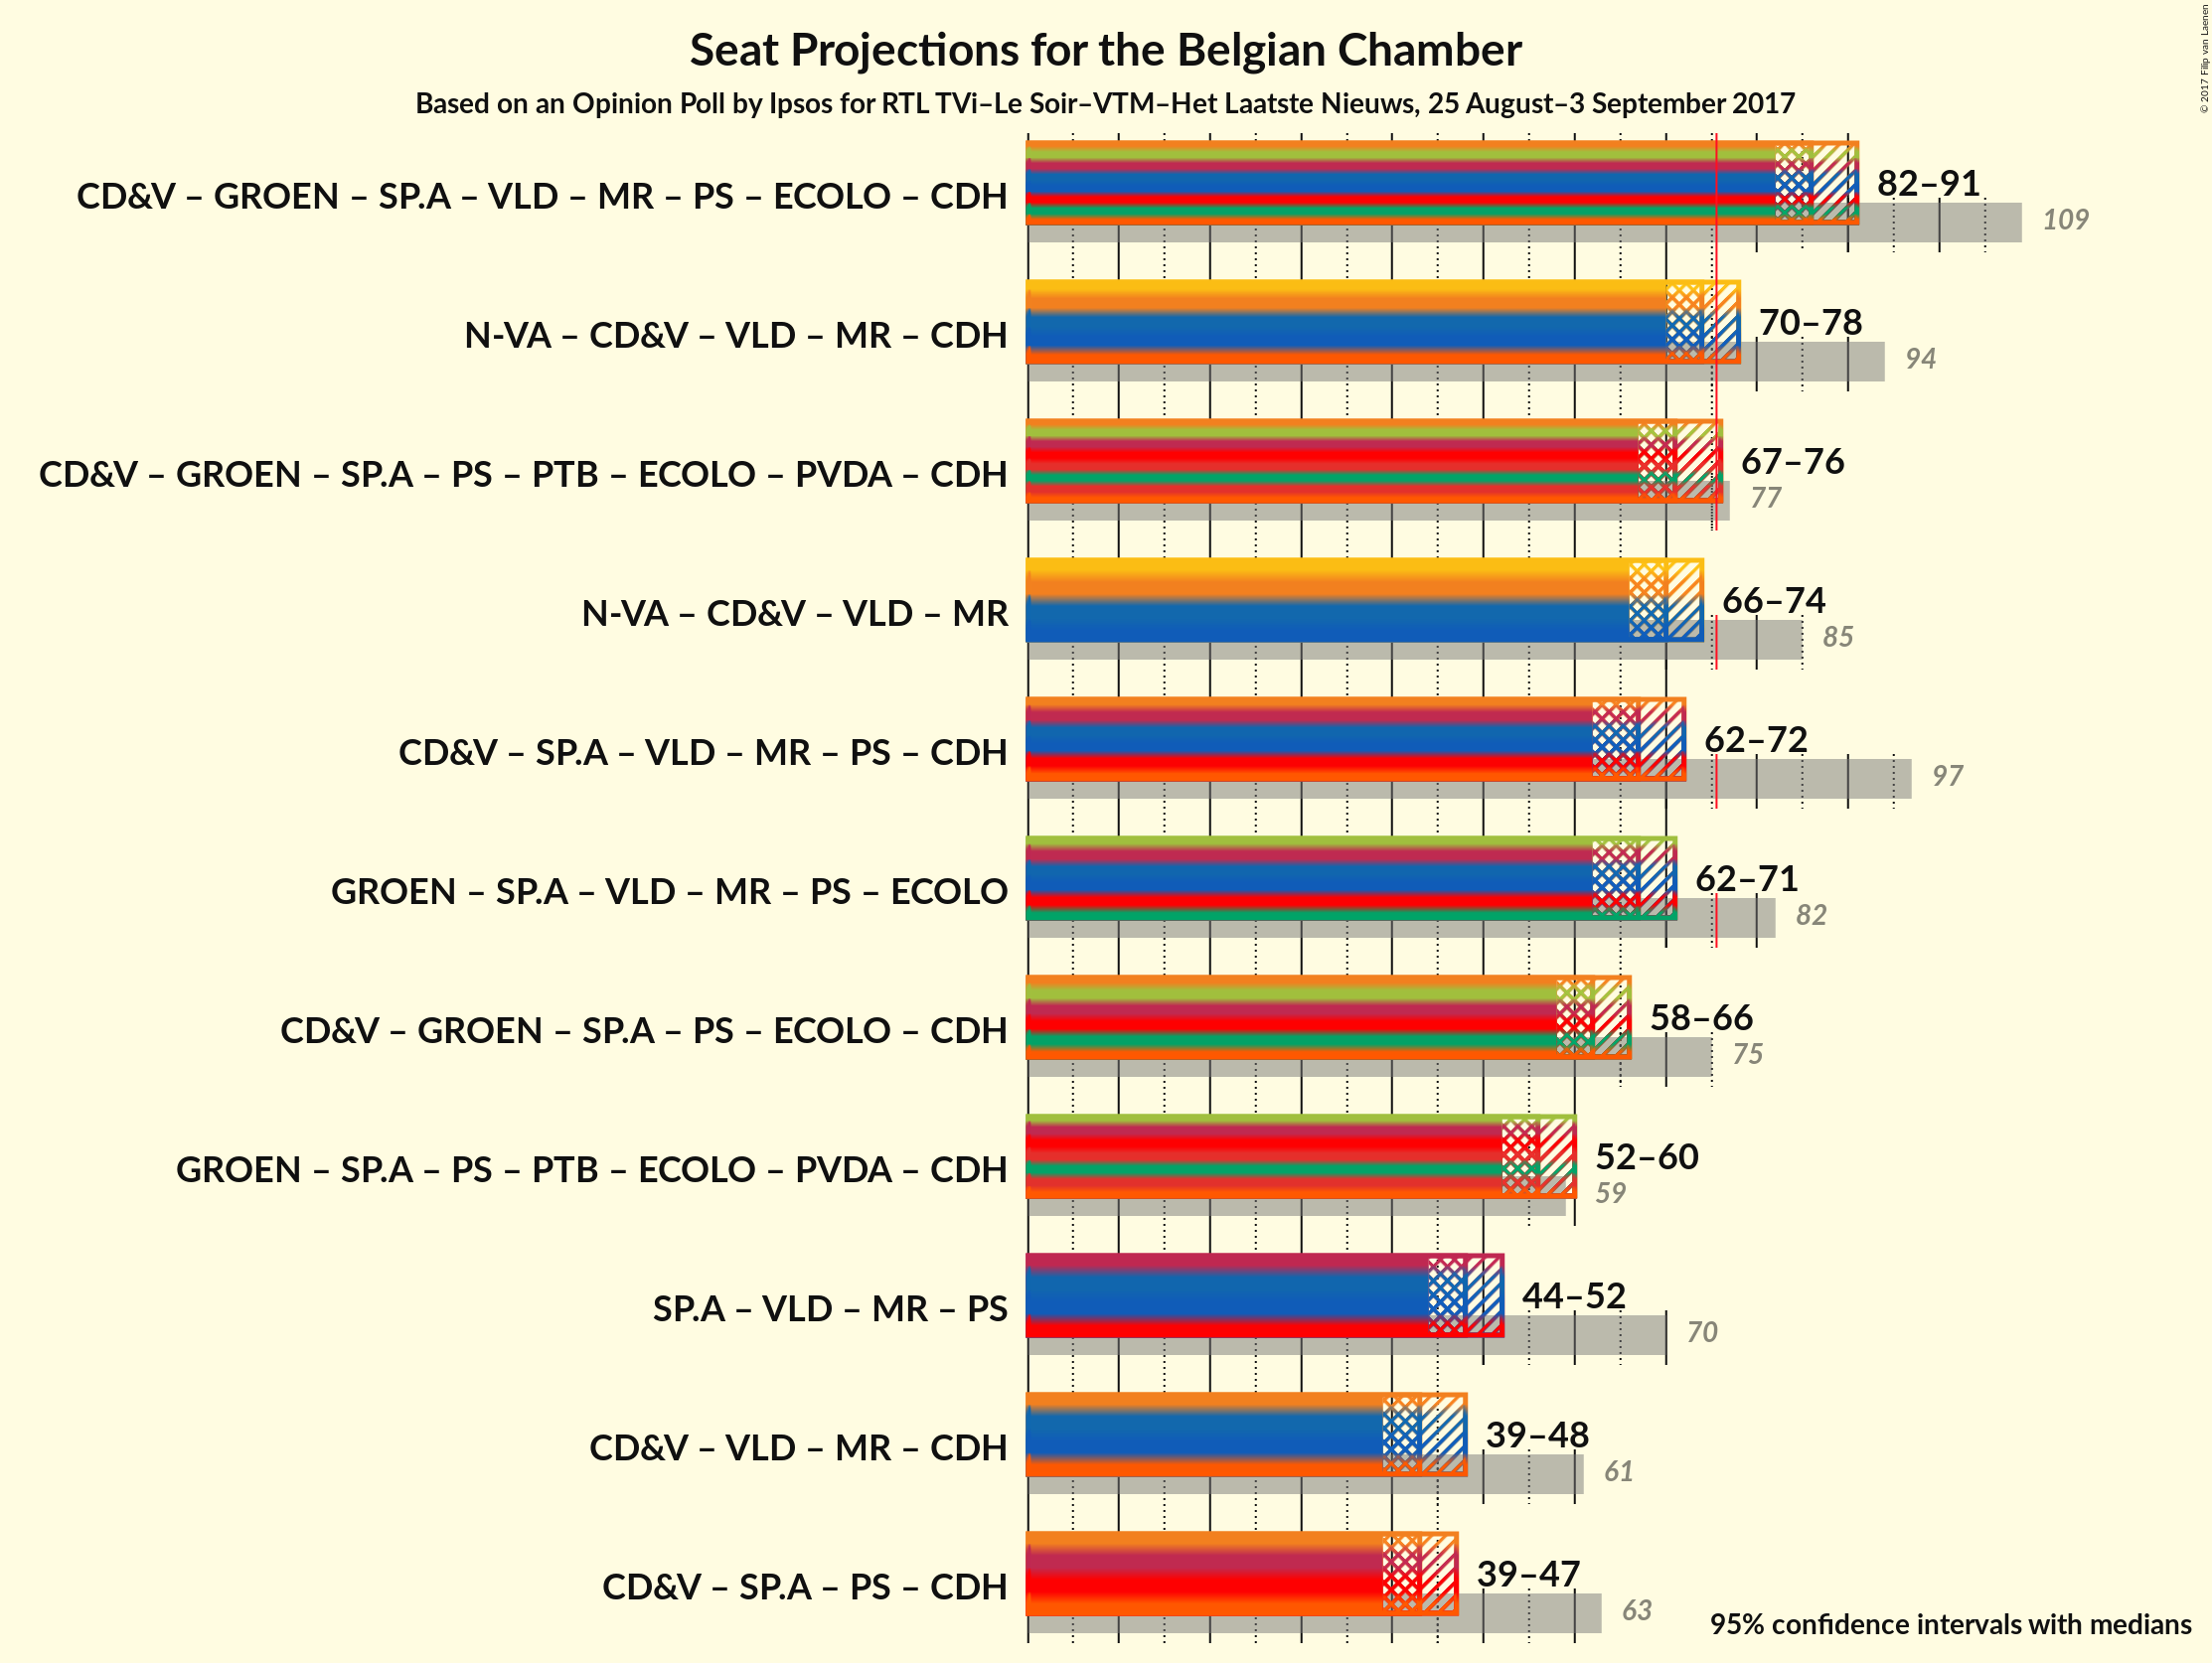 Seat Projections for the Belgian Chamber
Based on an Opinion Poll by Ipsos for RTL TVi–Le Soir–VTM–Het Laatste Nieuws, 25 August–3 September 2017
© 2017 Filip van Laenen
CD&V – GROEN – SP.A – VLD – MR – PS – ECOLO – CDH
82–91
109
N-VA – CD&V – VLD – MR – CDH
70–78
94
CD&V – GROEN – SP.A – PS – PTB – ECOLO – PVDA – CDH
67–76
77
N-VA – CD&V – VLD – MR
66–74
85
CD&V – SP.A – VLD – MR – PS – CDH
62–72
97
GROEN – SP.A – VLD – MR – PS – ECOLO
62–71
82
CD&V – GROEN – SP.A – PS – ECOLO – CDH
58–66
75
GROEN – SP.A – PS – PTB – ECOLO – PVDA – CDH
52–60
59
SP.A – VLD – MR – PS
44–52
70
CD&V – VLD – MR – CDH
39–48
61
CD&V – SP.A – PS – CDH
39–47
63
95% confidence intervals with medians